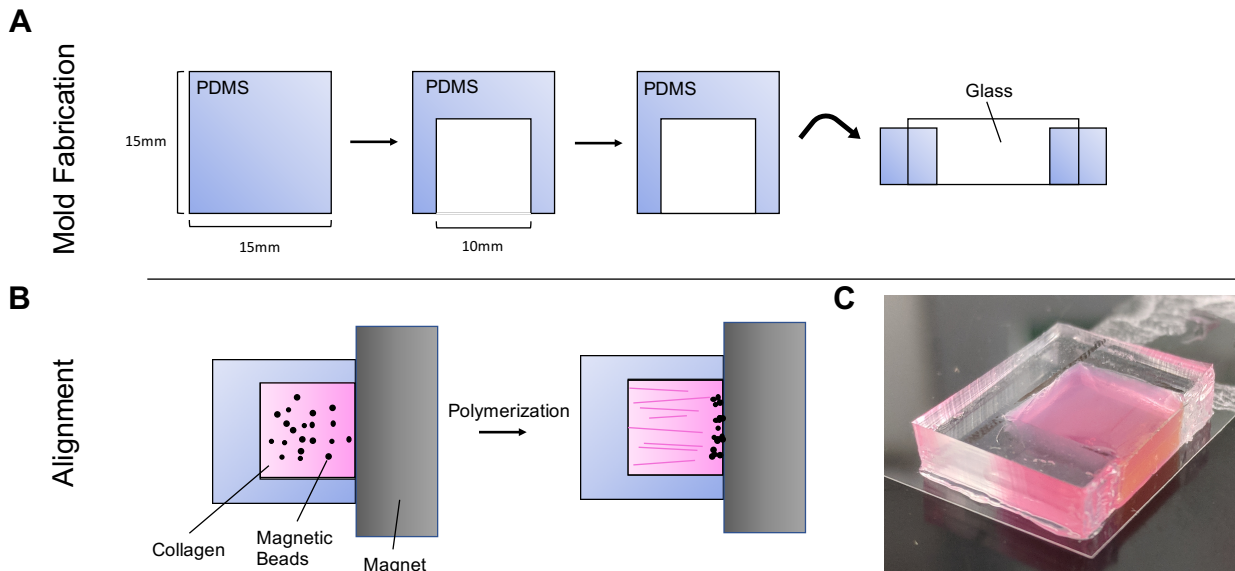 A
Mold Fabrication
PDMS
15mm
15mm
PDMS
10mm
PDMS
Glass
B
Alignment
Collagen
Magnetic
Beads
Magnet
Polymerization
C